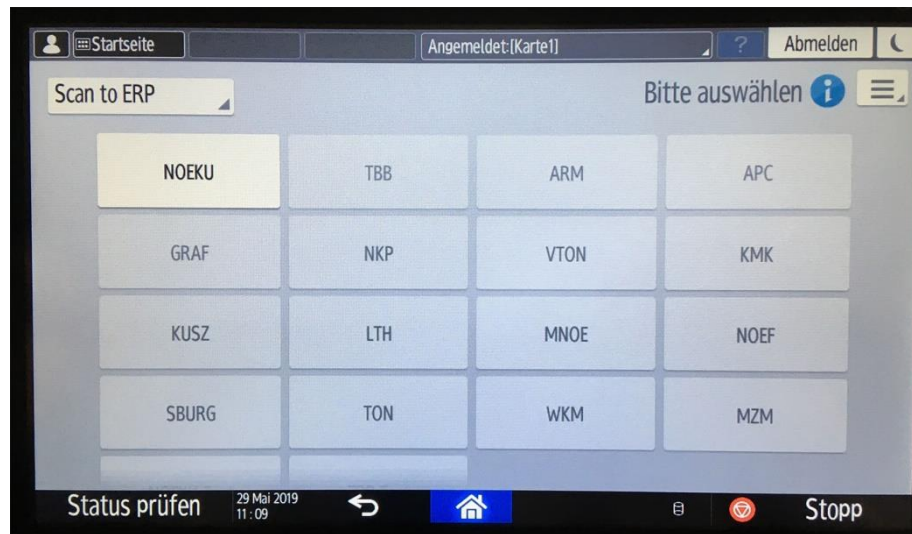 Startseite Angemeldet:[Karte1] ? Abmelden
Scan to ERP Bitte auswählen i
NOEKU TBB ARM APC
GRAF NKP VTON KMK
KUSZ LTH MNOE NOEF
SBURG TON WKM MZM
Status prüfen 29 Mai 2019 Stopp
11 : 09